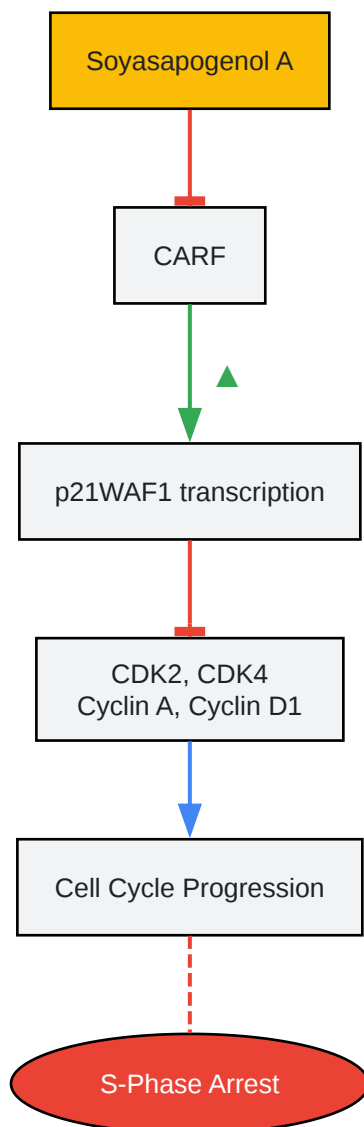 Soyasapogenol A
CARF
▲
p21WAF1 transcription
CDK2, CDK4
Cyclin A, Cyclin D1
Cell Cycle Progression
S-Phase Arrest